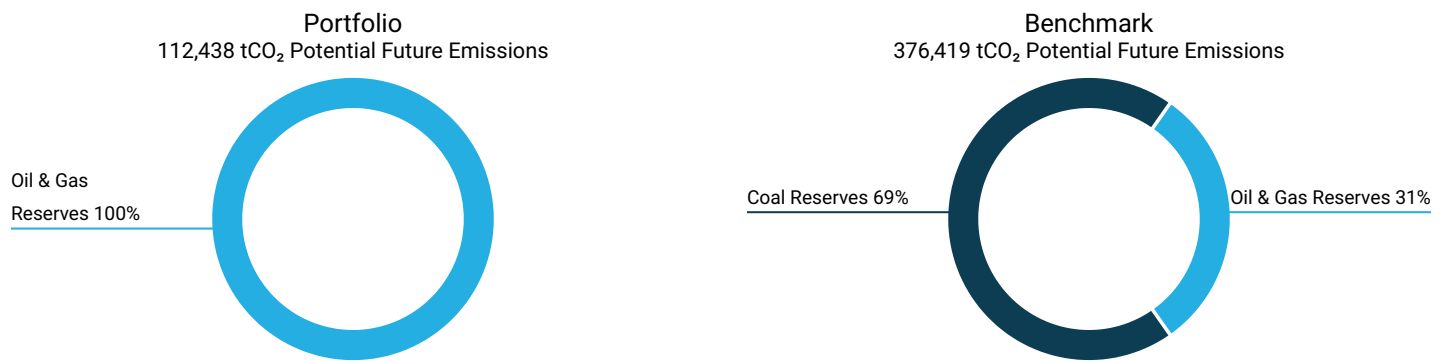 Portfolio
112,438 tCO₂ Potential Future Emissions
Oil & Gas
Reserves 100%
Benchmark
376,419 tCO₂ Potential Future Emissions
Coal Reserves 69%
Oil & Gas Reserves 31%